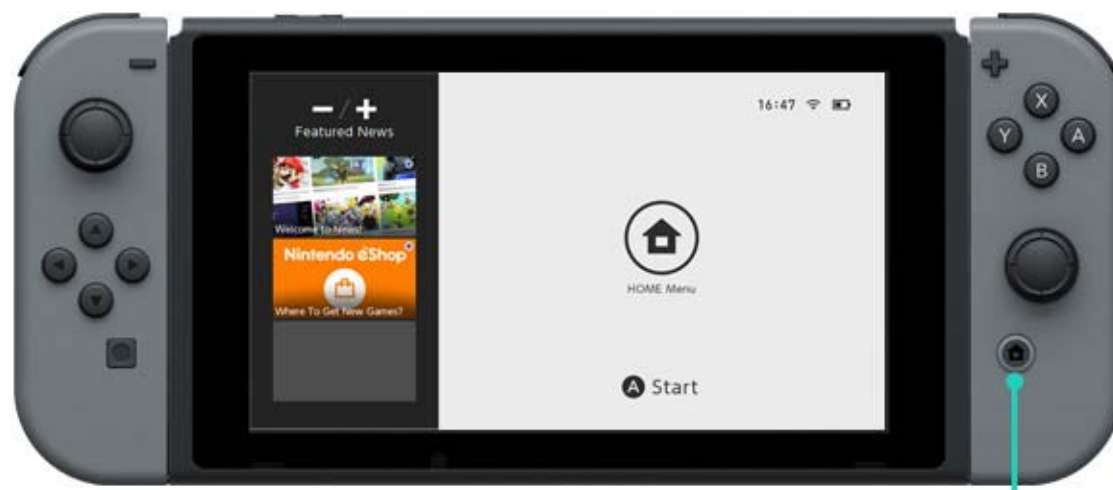 − / +
Featured News
Welcome to News!
Nintendo eShop
Where To Get New Games?
16:47
HOME Menu
A Start
X
Y
A
B